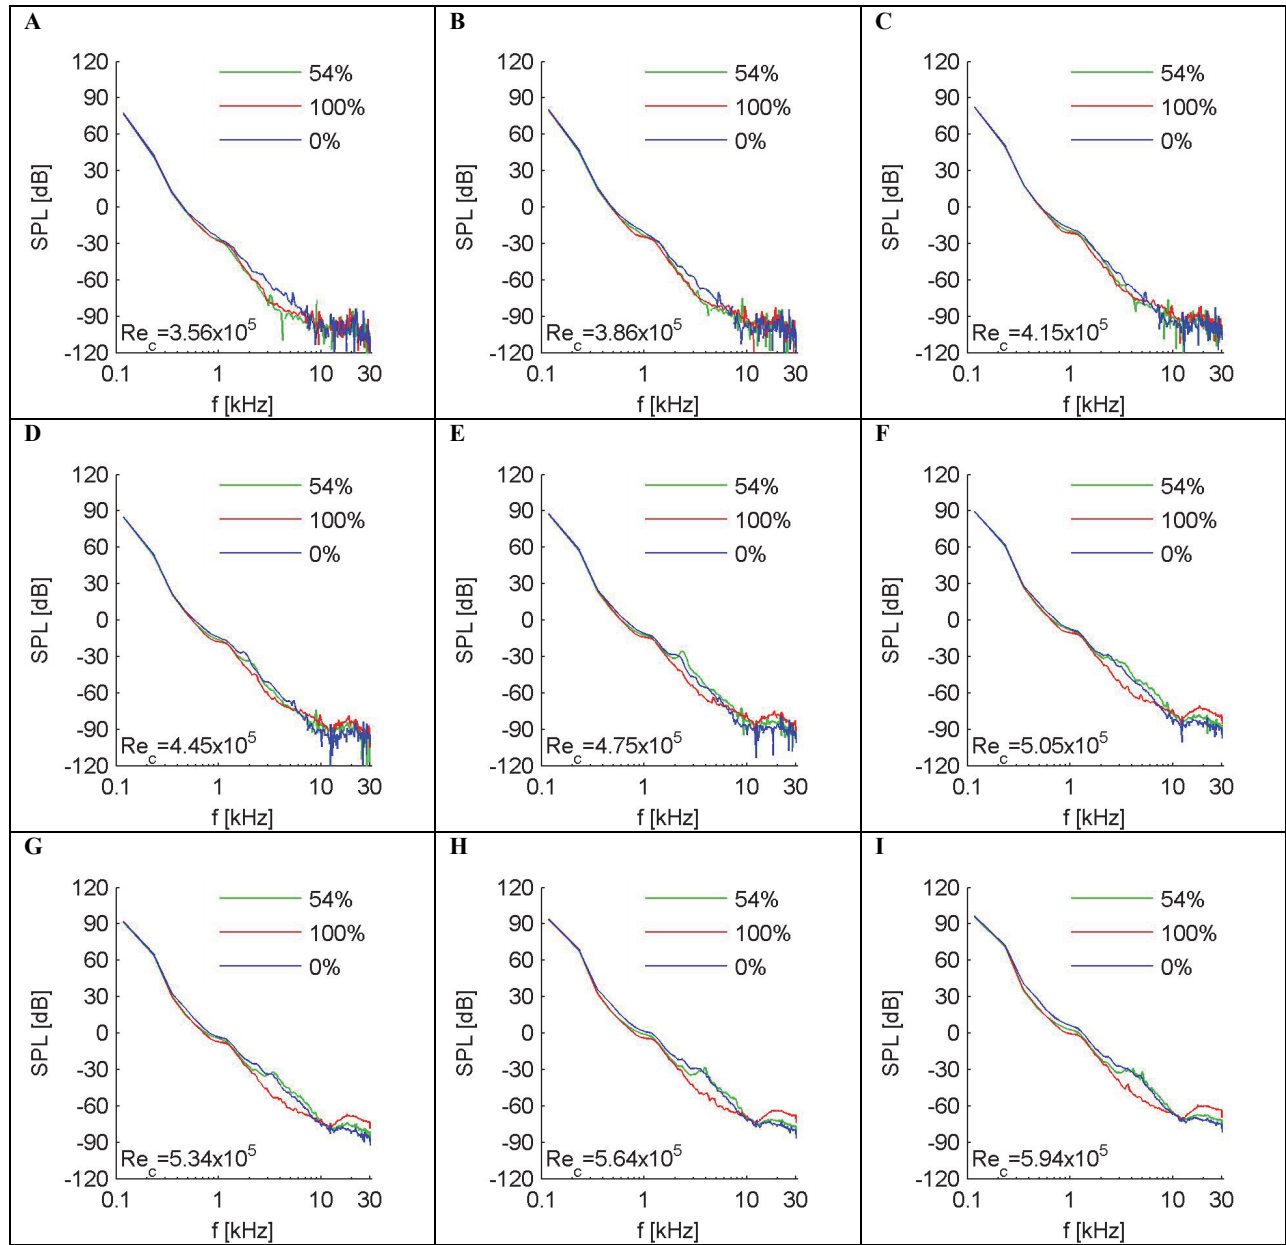 A
120
90
60
30
0
-30
-60
-90
-120
SPL [dB]
54%
100%
0%
Re_c=3.56x10^5
0.1 1 10 30
f [kHz]
B
120
90
60
30
0
-30
-60
-90
-120
SPL [dB]
54%
100%
0%
Re_c=3.86x10^5
0.1 1 10 30
f [kHz]
C
120
90
60
30
0
-30
-60
-90
-120
SPL [dB]
54%
100%
0%
Re_c=4.15x10^5
0.1 1 10 30
f [kHz]
D
120
90
60
30
0
-30
-60
-90
-120
SPL [dB]
54%
100%
0%
Re_c=4.45x10^5
0.1 1 10 30
f [kHz]
E
120
90
60
30
0
-30
-60
-90
-120
SPL [dB]
54%
100%
0%
Re_c=4.75x10^5
0.1 1 10 30
f [kHz]
F
120
90
60
30
0
-30
-60
-90
-120
SPL [dB]
54%
100%
0%
Re_c=5.05x10^5
0.1 1 10 30
f [kHz]
G
120
90
60
30
0
-30
-60
-90
-120
SPL [dB]
54%
100%
0%
Re_c=5.34x10^5
0.1 1 10 30
f [kHz]
H
120
90
60
30
0
-30
-60
-90
-120
SPL [dB]
54%
100%
0%
Re_c=5.64x10^5
0.1 1 10 30
f [kHz]
I
120
90
60
30
0
-30
-60
-90
-120
SPL [dB]
54%
100%
0%
Re_c=5.94x10^5
0.1 1 10 30
f [kHz]